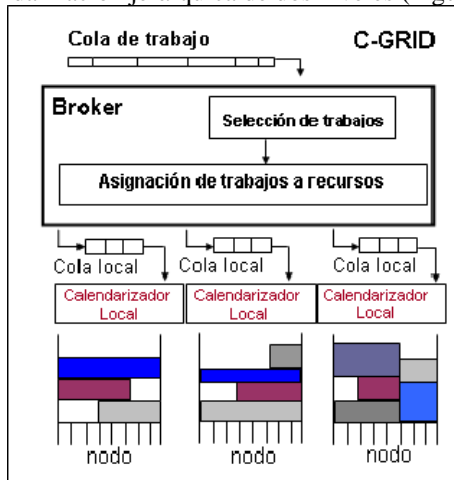 Cola de trabajo C-GRID
Broker
Selección de trabajos
Asignación de trabajos a recursos
Cola local Cola local Cola local
Calendarizador Calendarizador Calendarizador
Local Local Local
nodo nodo nodo